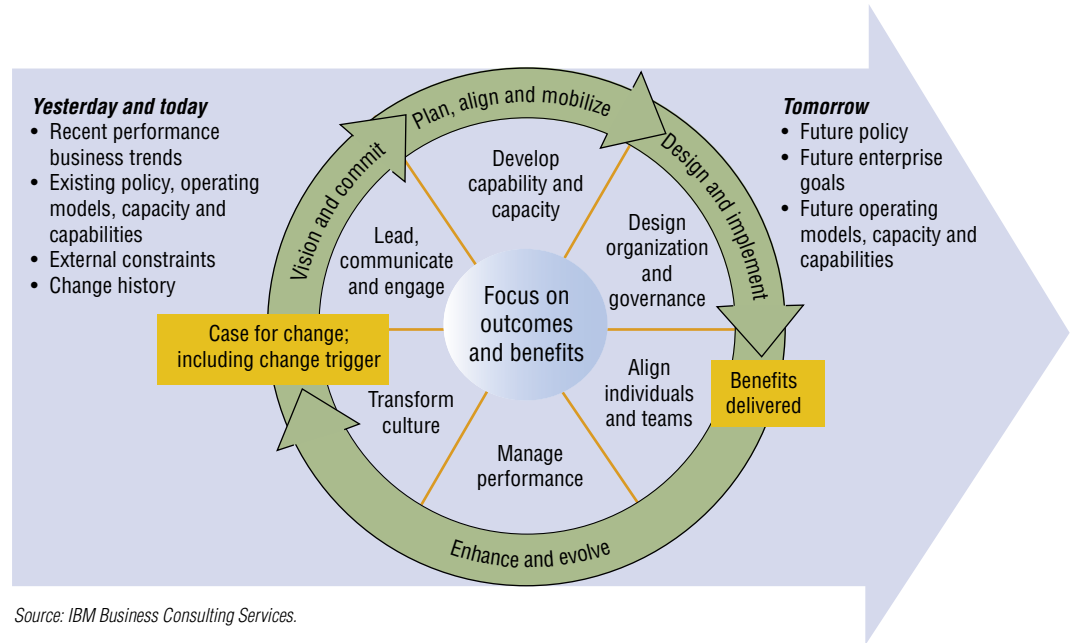 Yesterday and today
• Recent performance
business trends
• Existing policy, operating
models, capacity and
capabilities
• External constraints
• Change history
Vision and commit
Plan, align and mobilize
Design and implement
Enhance and evolve
Lead,
communicate
and engage
Develop
capability and
capacity
Design
organization
and
governance
Align
individuals
and teams
Manage
performance
Transform
culture
Focus on
outcomes
and benefits
Case for change;
including change trigger
Benefits
delivered
Tomorrow
• Future policy
• Future enterprise
goals
• Future operating
models, capacity and
capabilities
Source: IBM Business Consulting Services.